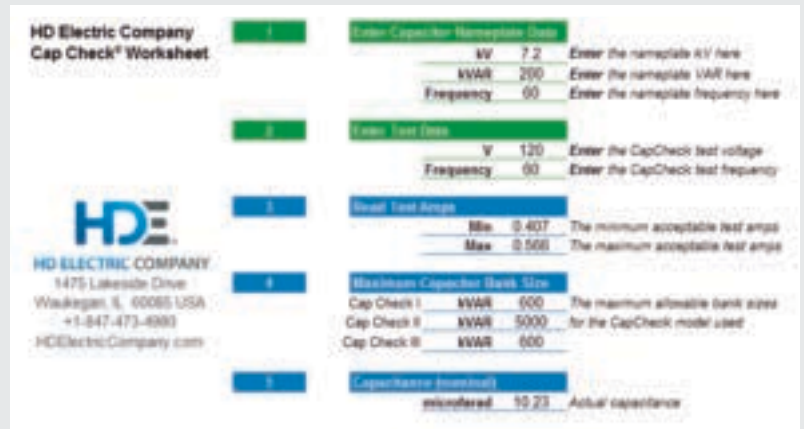 HD Electric Company
Cap Check® Worksheet
1 Enter Capacitor Nameplate Data
kV 7.2 Enter the nameplate kV here
kVAR 200 Enter the nameplate VAR here
Frequency 60 Enter the nameplate frequency here
2 Enter Test Data
V 120 Enter the CapCheck test voltage
Frequency 60 Enter the CapCheck test frequency
3 Read Test Amps
Min 0.407 The minimum acceptable test amps
Max 0.566 The maximum acceptable test amps
HDE
HD ELECTRIC COMPANY
1475 Lakeside Drive
Waukegan, IL 60085 USA
+1-847-473-4980
HDElectricCompany.com
4 Maximum Capacitor Bank Size
Cap Check I kVAR 600 The maximum allowable bank sizes
Cap Check II kVAR 5000 for the CapCheck model used
Cap Check III kVAR 600
5 Capacitance (nominal)
microfarad 10.23 Actual capacitance